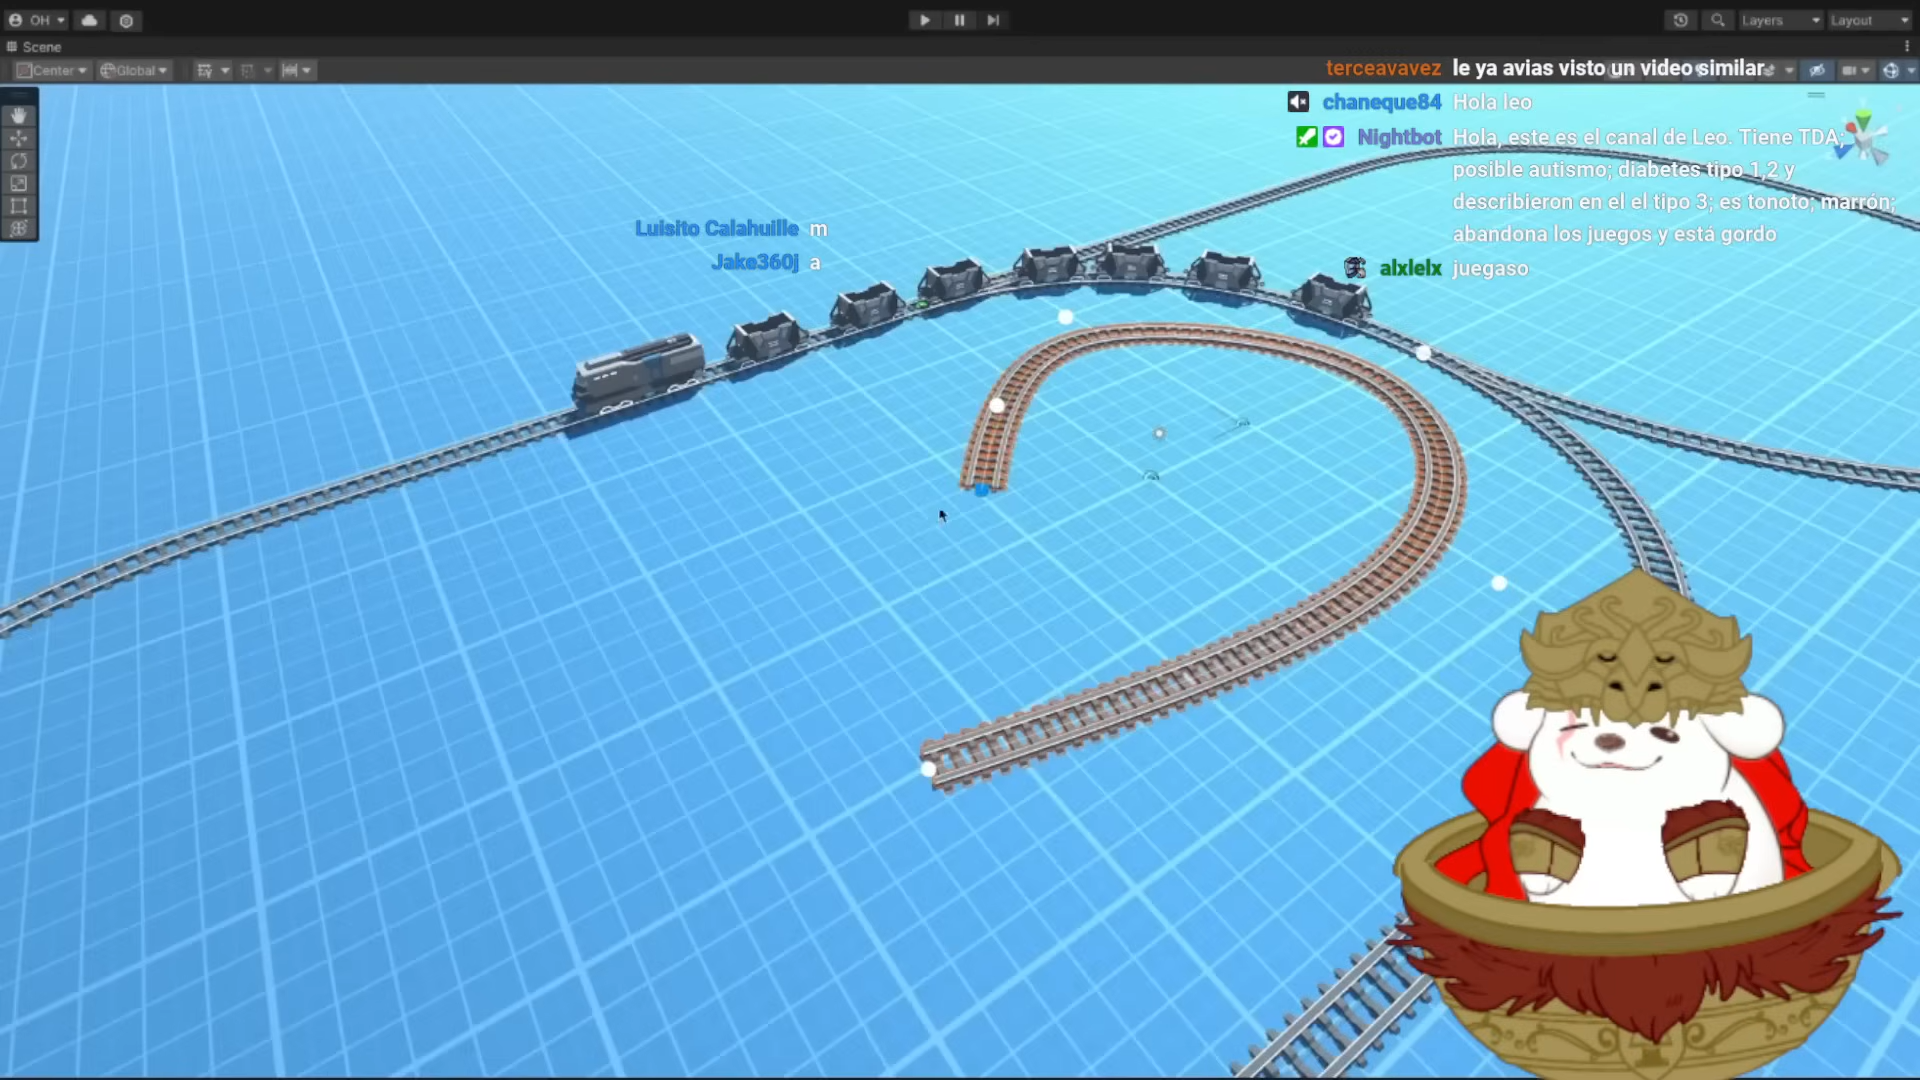 OH
Layers
Layout
Scene
Center
Global
terceavavez le ya avias visto un video similar
chaneque84 Hola leo
Nightbot Hola, este es el canal de Leo. Tiene TDA;
posible autismo; diabetes tipo 1,2 y
describieron en el el tipo 3; es tonoto; marrón;
abandona los juegos y está gordo
Luisito Calahuille m
Jake360j a
alxlelx juegaso